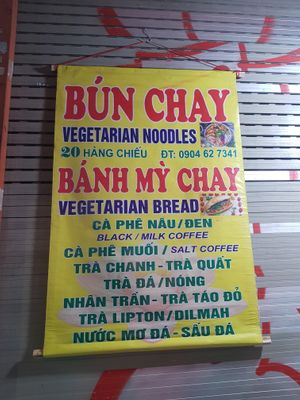 BÚN CHAY
VEGETARIAN NOODLES
20 HÀNG CHIẾU ĐT: 0904 62 7341
BÁNH MỲ CHAY
VEGETARIAN BREAD
CÀ PHÊ NÂU/ĐEN
BLACK / MILK COFFEE
CÀ PHÊ MUỐI / SALT COFFEE
TRÀ CHANH - TRÀ QUẤT
TRÀ ĐÁ/NÓNG
NHÂN TRẦN - TRÀ TÁO ĐỎ
TRÀ LIPTON/DILMAH
NƯỚC MƠ ĐÁ - SẤU ĐÁ